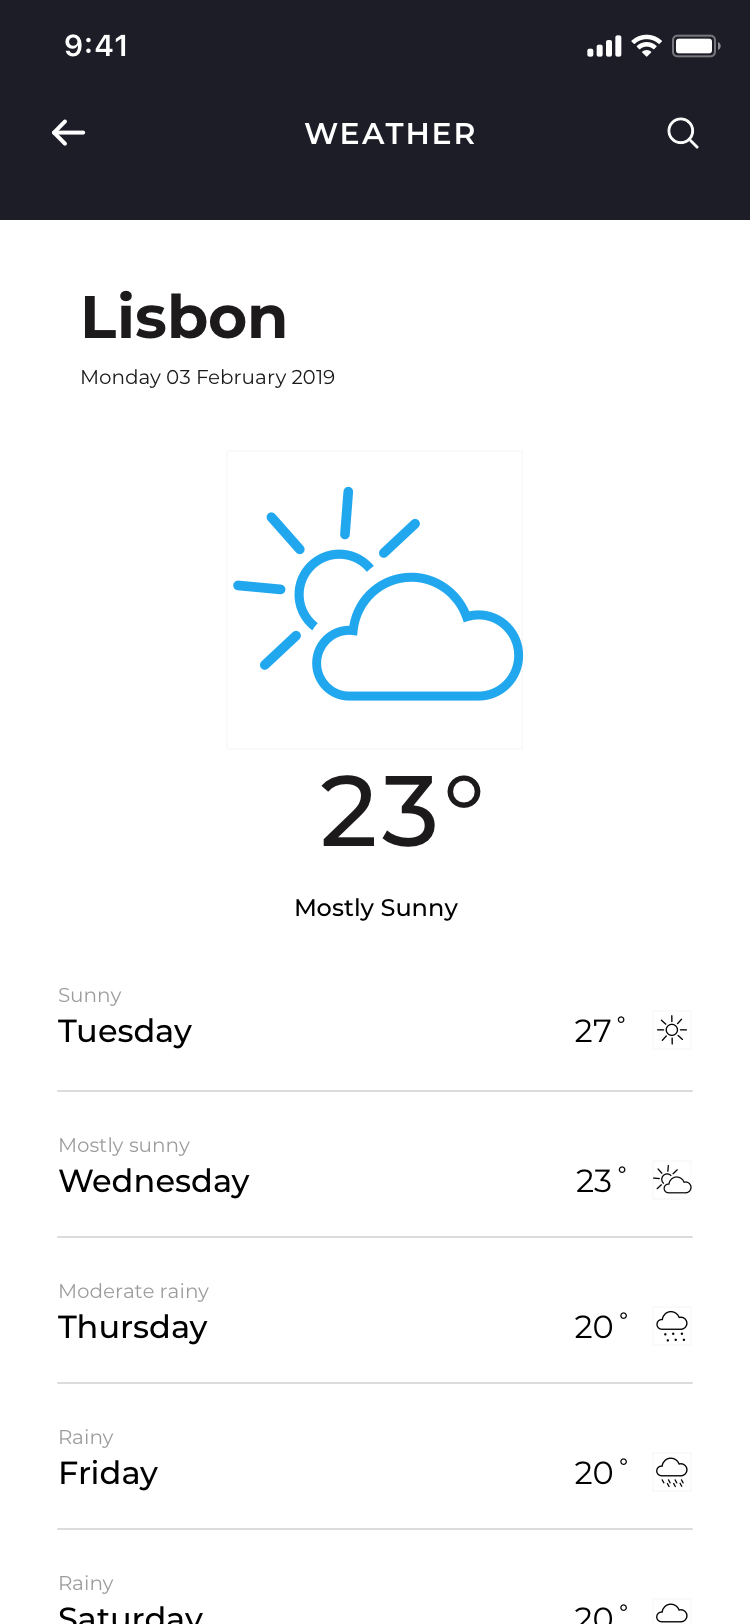 9:41
WEATHER
Lisbon
Monday 03 February 2019
23°
Mostly Sunny
Sunny
Tuesday 27°
Mostly sunny
Wednesday 23°
Moderate rainy
Thursday 20°
Rainy
Friday 20°
Rainy
Saturday 20°